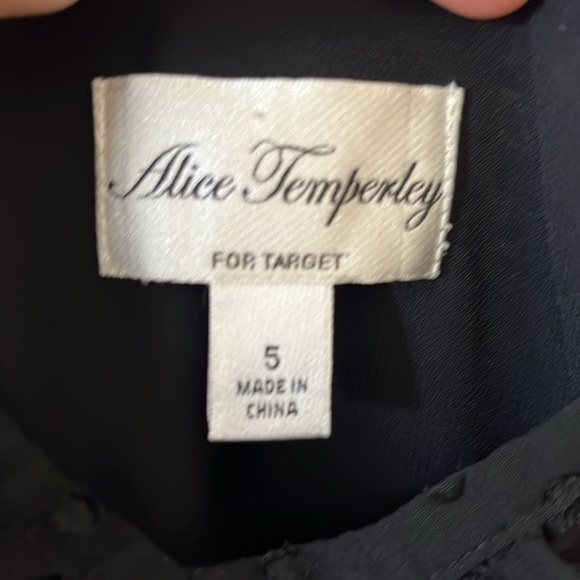 Alice Temperley
FOR TARGET
5
MADE IN
CHINA